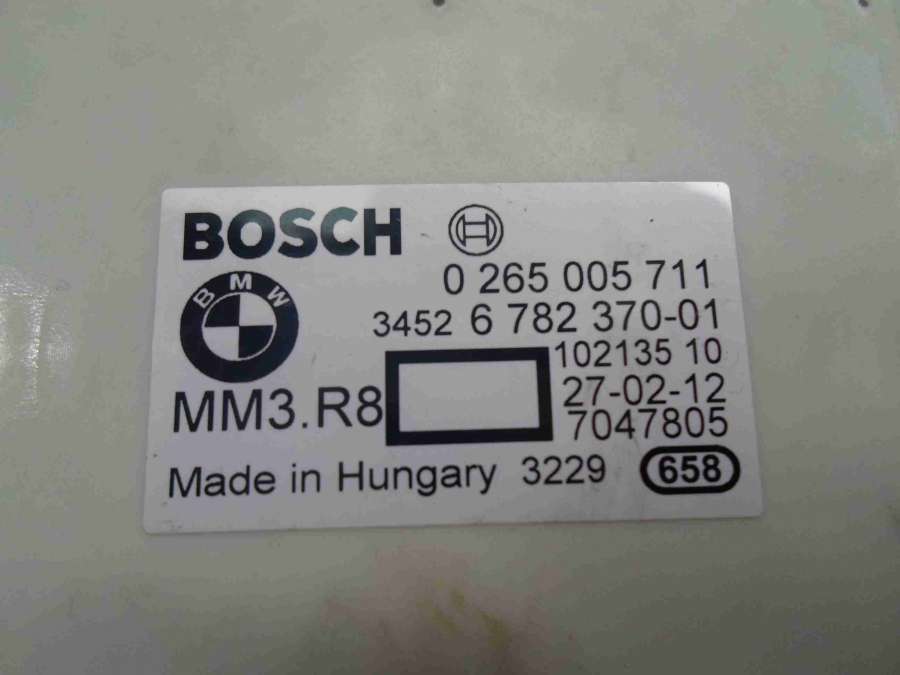 BOSCH
0 265 005 711
BMW
3452 6 782 370-01
102135 10
MM3.R8
27-02-12
7047805
Made in Hungary 3229 658